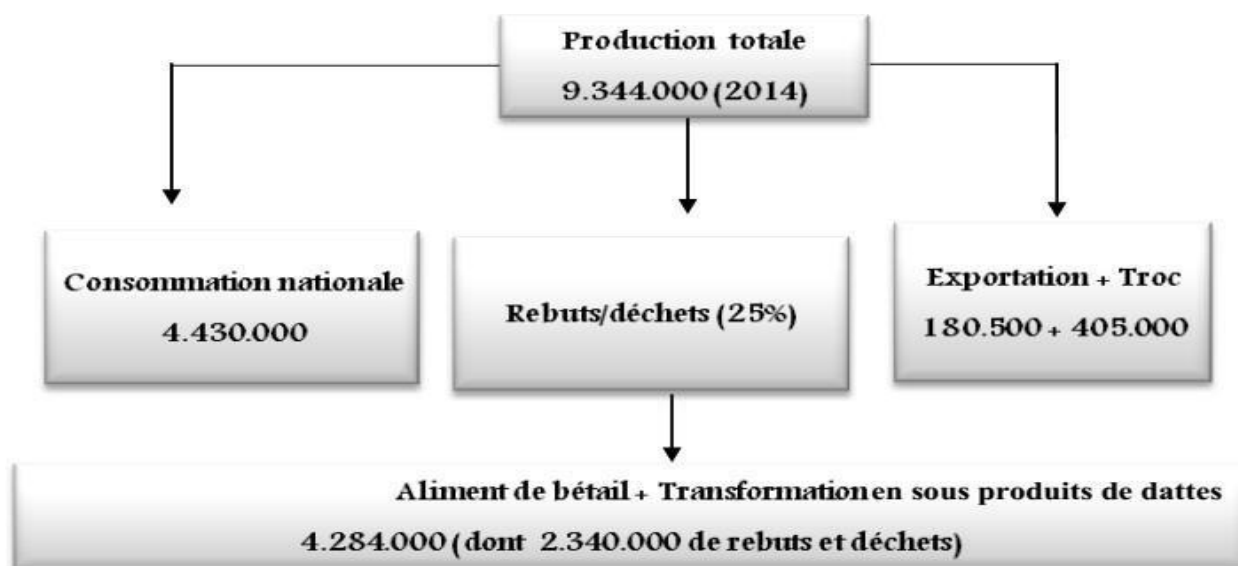 Production totale
9.344.000 (2014)
Consommation nationale
4.430.000
Rebuts/déchets (25%)
Exportation + Troc
180.500 + 405.000
Aliment de bétail + Transformation en sous produits de dattes
4.284.000 (dont 2.340.000 de rebuts et déchets)